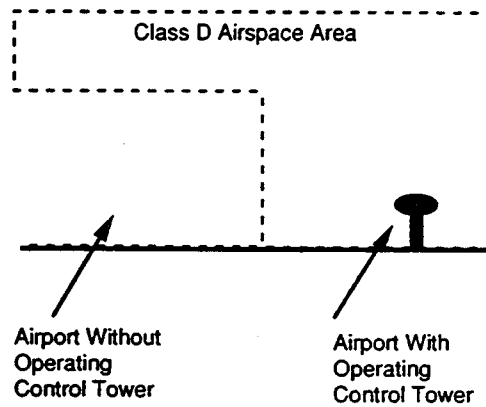 Class D Airspace Area
Airport Without
Operating
Control Tower
Airport With
Operating
Control Tower